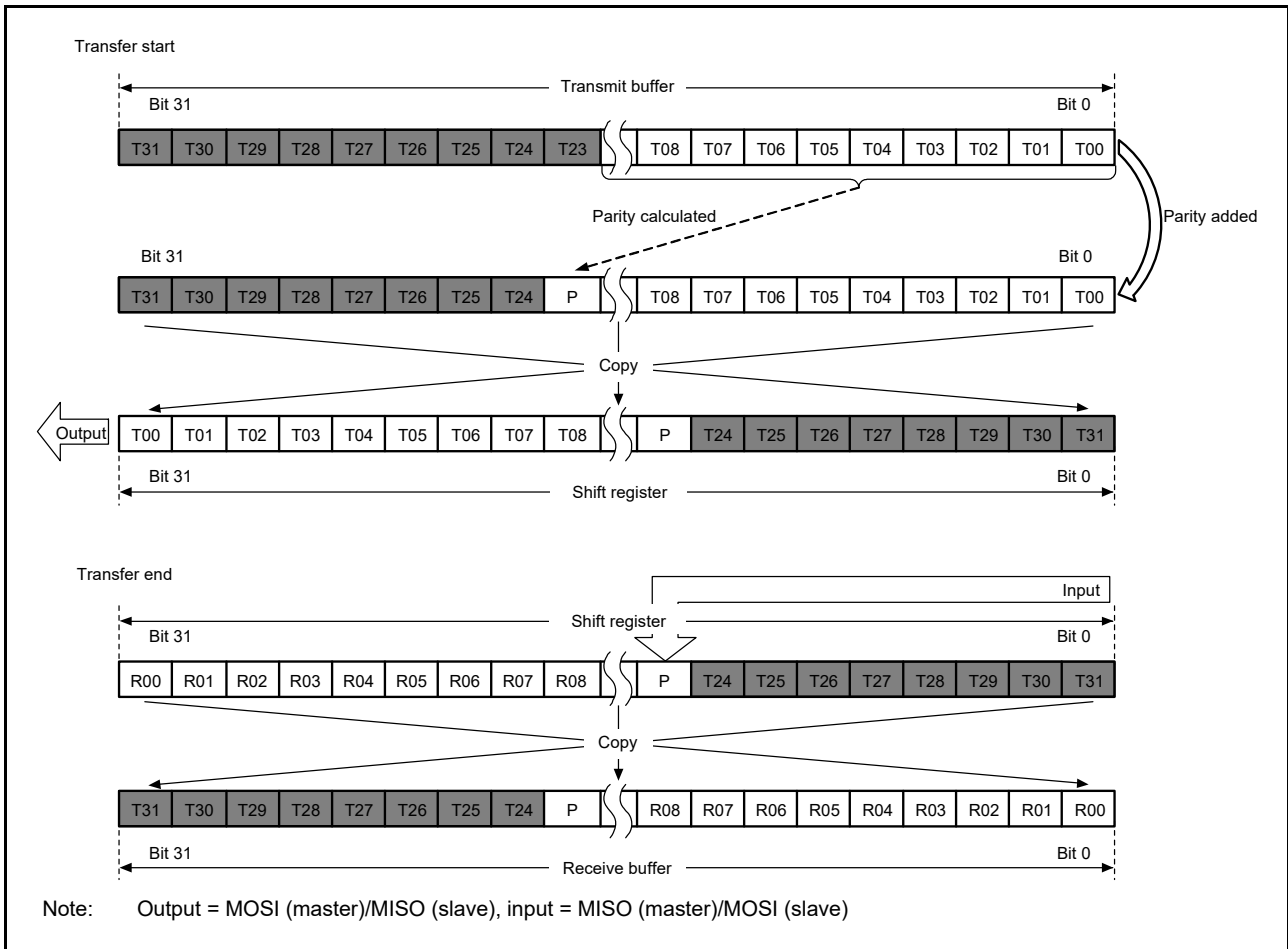 Transfer start
Transmit buffer
Bit 31 Bit 0
T31 T30 T29 T28 T27 T26 T25 T24 T23 T08 T07 T06 T05 T04 T03 T02 T01 T00
Parity calculated Parity added
Bit 31 Bit 0
T31 T30 T29 T28 T27 T26 T25 T24 P T08 T07 T06 T05 T04 T03 T02 T01 T00
Copy
Output T00 T01 T02 T03 T04 T05 T06 T07 T08 P T24 T25 T26 T27 T28 T29 T30 T31
Bit 31 Bit 0
Shift register
Transfer end
Input
Shift register
Bit 31 Bit 0
R00 R01 R02 R03 R04 R05 R06 R07 R08 P T24 T25 T26 T27 T28 T29 T30 T31
Copy
T31 T30 T29 T28 T27 T26 T25 T24 P R08 R07 R06 R05 R04 R03 R02 R01 R00
Bit 31 Bit 0
Receive buffer
Note: Output = MOSI (master)/MISO (slave), input = MISO (master)/MOSI (slave)